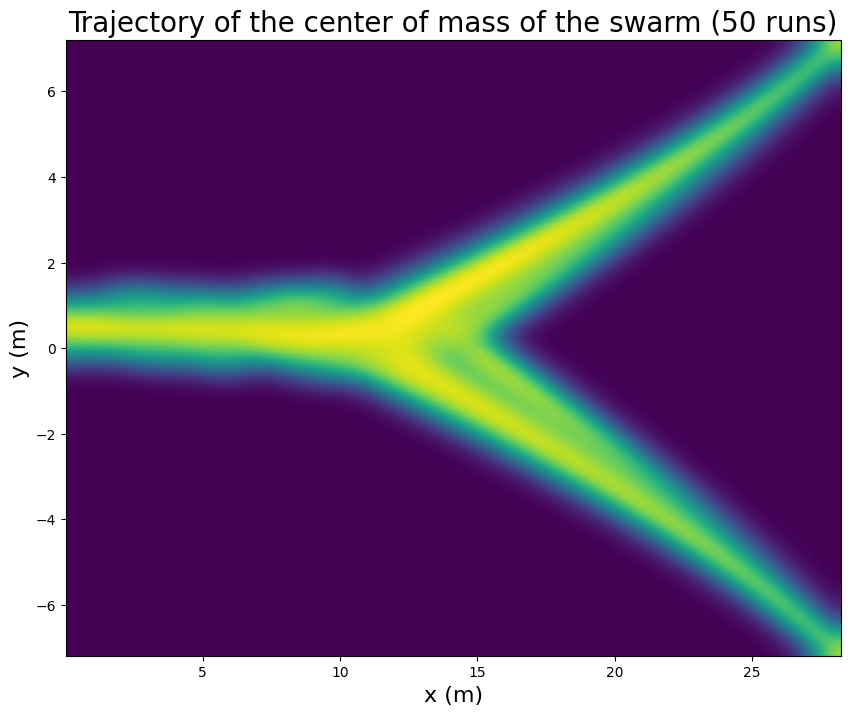 Trajectory of the center of mass of the swarm (50 runs)
6
4
2
0
−2
−4
−6
y (m)
5 10 15 20 25
x (m)